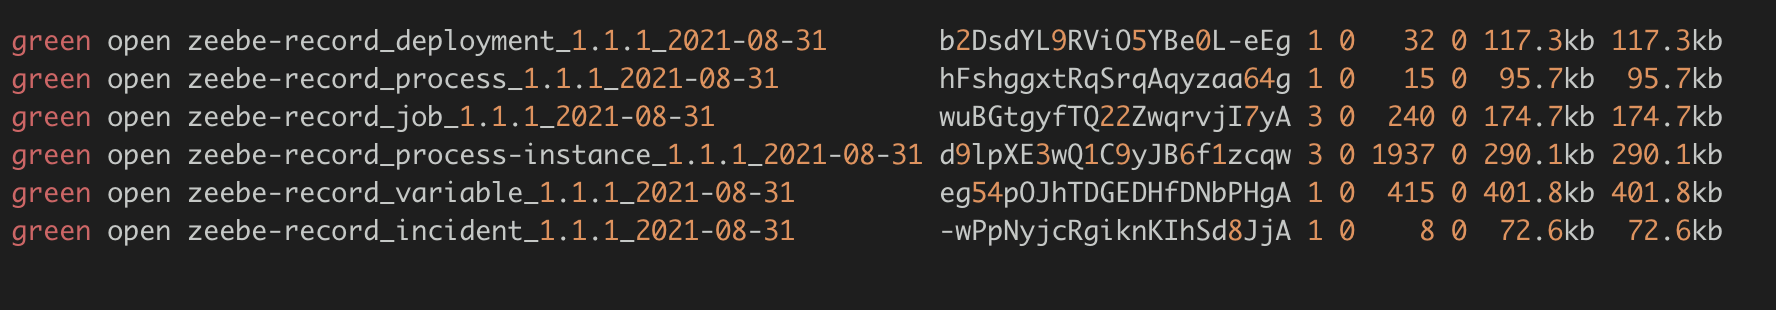 green open zeebe-record_deployment_1.1.1_2021-08-31 b2DsdYL9RViO5YBe0L-eEg 1 0 32 0 117.3kb 117.3kb
green open zeebe-record_process_1.1.1_2021-08-31 hFshggxtRqSrqAqyzaa64g 1 0 15 0 95.7kb 95.7kb
green open zeebe-record_job_1.1.1_2021-08-31 wuBGtgyfTQ22ZwqrvjI7yA 3 0 240 0 174.7kb 174.7kb
green open zeebe-record_process-instance_1.1.1_2021-08-31 d9lpXE3wQ1C9yJB6f1zcqw 3 0 1937 0 290.1kb 290.1kb
green open zeebe-record_variable_1.1.1_2021-08-31 eg54pOJhTDGEDHfDNbPHgA 1 0 415 0 401.8kb 401.8kb
green open zeebe-record_incident_1.1.1_2021-08-31 -wPpNyjcRgiknKIhSd8JjA 1 0 8 0 72.6kb 72.6kb